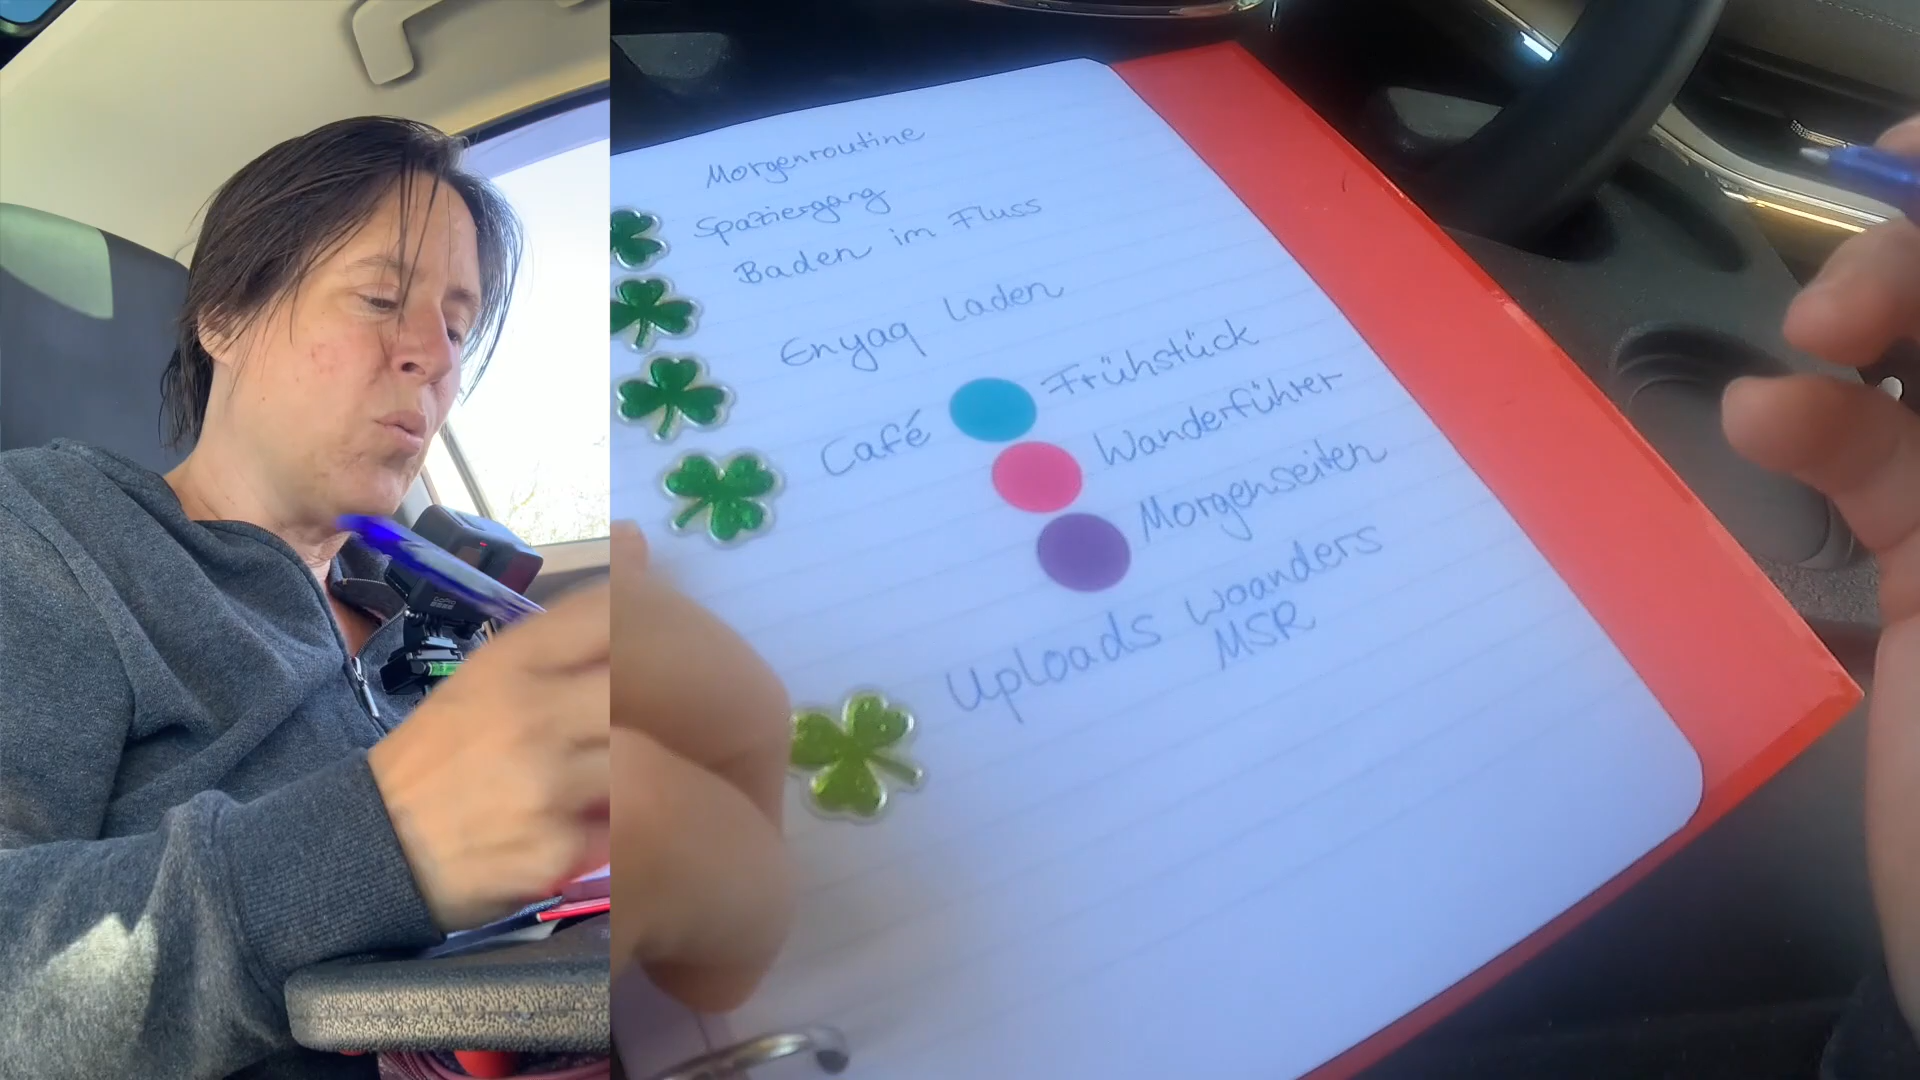 Morgenroutine
Spaziergang
Baden im Fluss
Enyaq laden
Café
Frühstück
Wanderführer
Morgenseiten
Uploads woanders
MSR